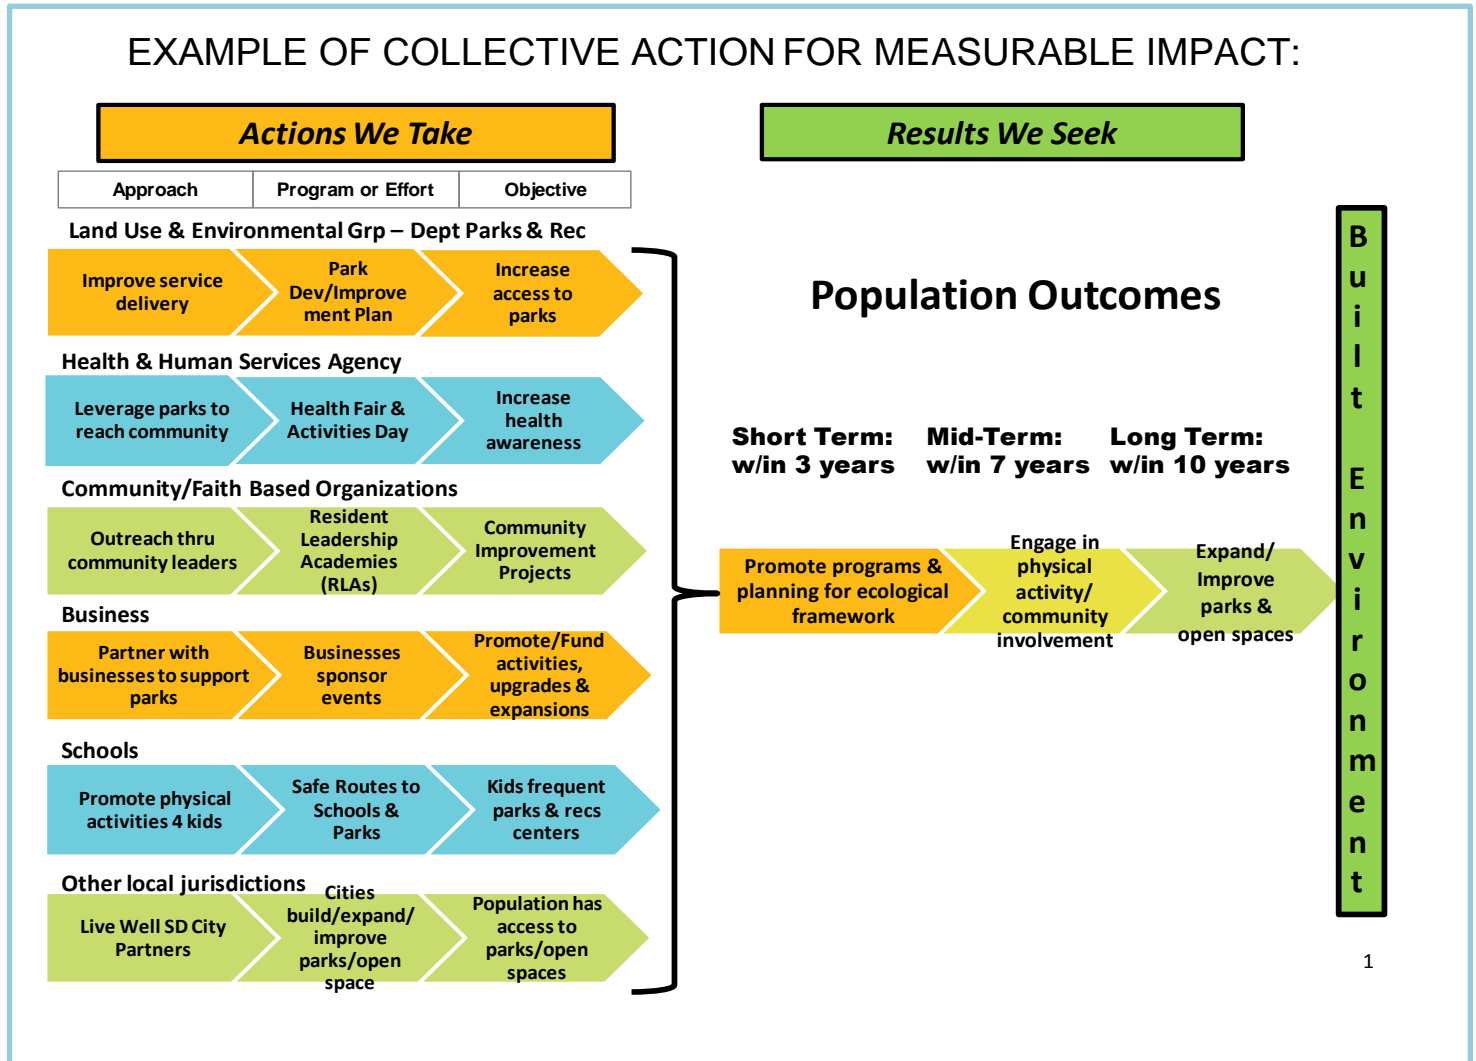 EXAMPLE OF COLLECTIVE ACTION FOR MEASURABLE IMPACT:
Actions We Take
Results We Seek
Approach
Program or Effort
Objective
Land Use & Environmental Grp – Dept Parks & Rec
Improve service
delivery
Park
Dev/Improve
ment Plan
Increase
access to
parks
Health & Human Services Agency
Leverage parks to
reach community
Health Fair &
Activities Day
Increase
health
awareness
Community/Faith Based Organizations
Outreach thru
community leaders
Resident
Leadership
Academies
(RLAs)
Community
Improvement
Projects
Business
Partner with
businesses to support
parks
Businesses
sponsor
events
Promote/Fund
activities,
upgrades &
expansions
Schools
Promote physical
activities 4 kids
Safe Routes to
Schools &
Parks
Kids frequent
parks & recs
centers
Other local jurisdictions
Live Well SD City
Partners
Cities
build/expand/
improve
parks/open
space
Population has
access to
parks/open
spaces
Population Outcomes
Short Term:
w/in 3 years
Mid-Term:
w/in 7 years
Long Term:
w/in 10 years
Promote programs &
planning for ecological
framework
Engage in
physical
activity/
community
involvement
Expand/
Improve
parks &
open spaces
Built Environment
1